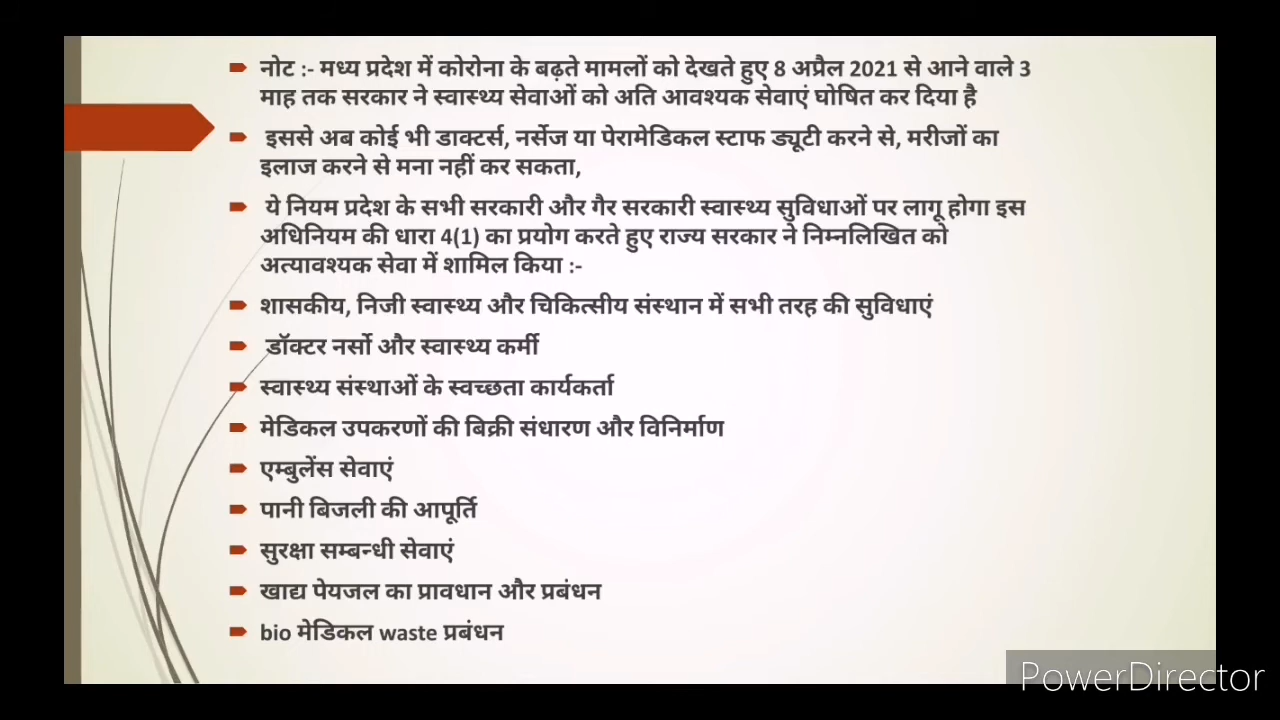 नोट :- मध्य प्रदेश में कोरोना के बढ़ते मामलों को देखते हुए 8 अप्रैल 2021 से आने वाले 3
माह तक सरकार ने स्वास्थ्य सेवाओं को अति आवश्यक सेवाएं घोषित कर दिया है
इससे अब कोई भी डाक्टर्स, नर्सेज या पेरामेडिकल स्टाफ ड्यूटी करने से, मरीजों का
इलाज करने से मना नहीं कर सकता,
ये नियम प्रदेश के सभी सरकारी और गैर सरकारी स्वास्थ्य सुविधाओं पर लागू होगा इस
अधिनियम की धारा 4(1) का प्रयोग करते हुए राज्य सरकार ने निम्नलिखित को
अत्यावश्यक सेवा में शामिल किया :-
शासकीय, निजी स्वास्थ्य और चिकित्सीय संस्थान में सभी तरह की सुविधाएं
डॉक्टर नर्सो और स्वास्थ्य कर्मी
स्वास्थ्य संस्थाओं के स्वच्छता कार्यकर्ता
मेडिकल उपकरणों की बिक्री संधारण और विनिर्माण
एम्बुलेंस सेवाएं
पानी बिजली की आपूर्ति
सुरक्षा सम्बन्धी सेवाएं
खाद्य पेयजल का प्रावधान और प्रबंधन
bio मेडिकल waste प्रबंधन
PowerDirector